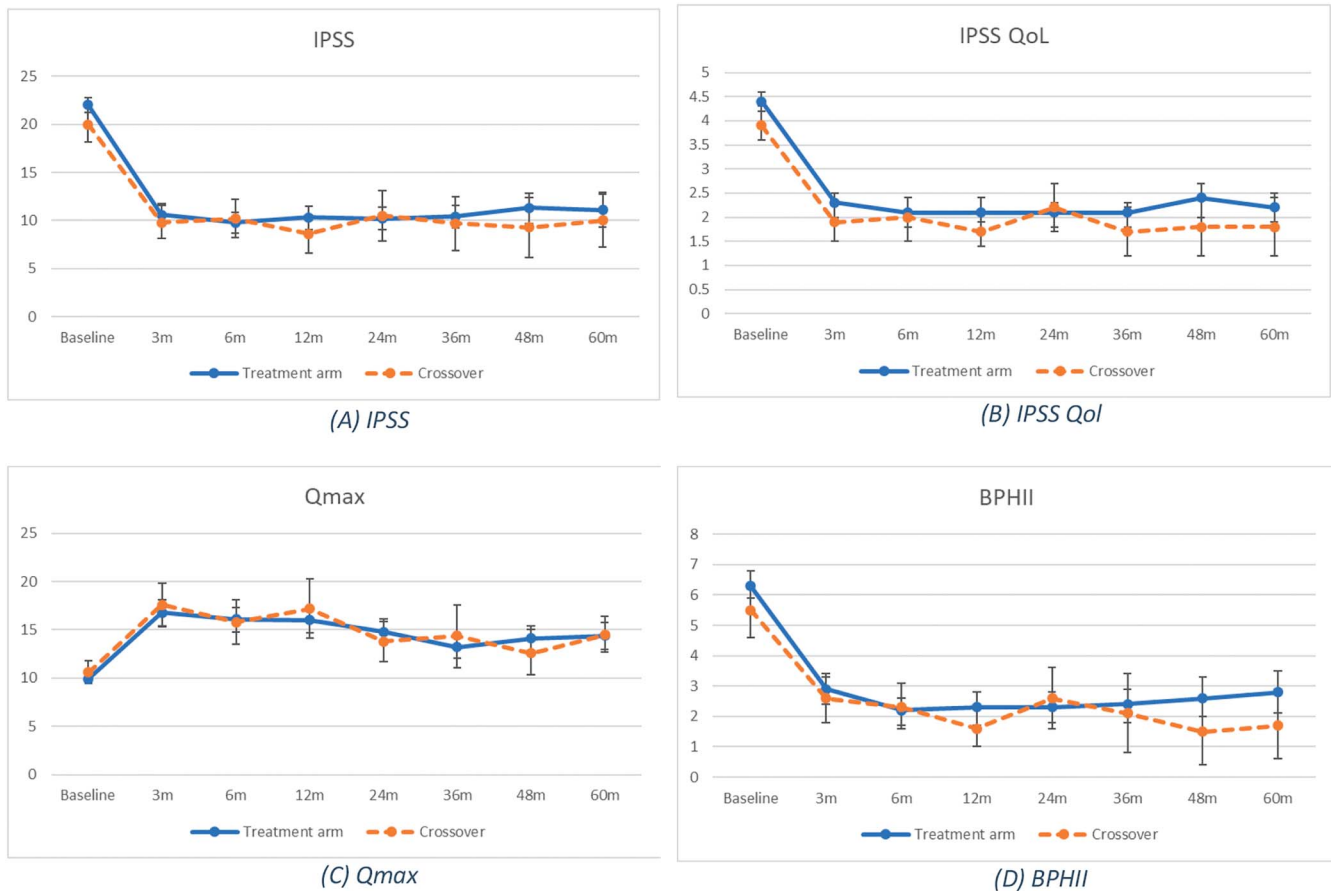 IPSS
25
20
15
10
5
0
Baseline 3m 6m 12m 24m 36m 48m 60m
Treatment arm Crossover
(A) IPSS
IPSS QoL
5
4.5
4
3.5
3
2.5
2
1.5
1
0.5
0
Baseline 3m 6m 12m 24m 36m 48m 60m
Treatment arm Crossover
(B) IPSS Qol
Qmax
25
20
15
10
5
0
Baseline 3m 6m 12m 24m 36m 48m 60m
Treatment arm Crossover
(C) Qmax
BPHII
8
7
6
5
4
3
2
1
0
Baseline 3m 6m 12m 24m 36m 48m 60m
Treatment arm Crossover
(D) BPHII